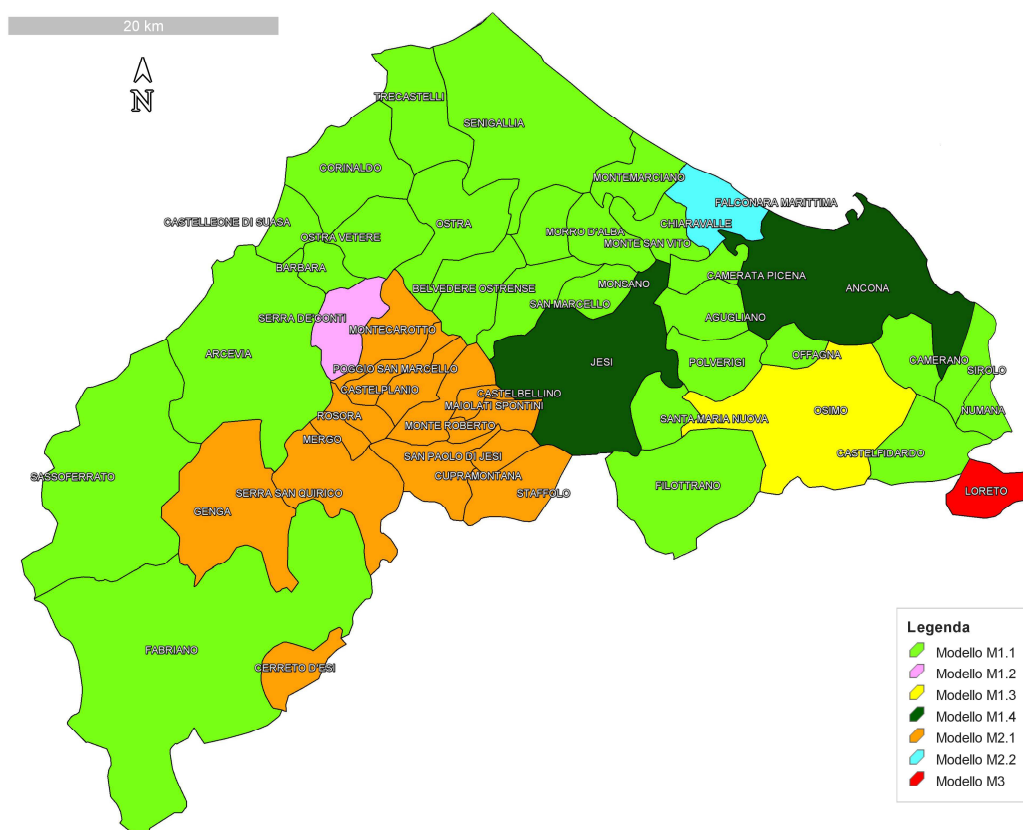 20 km
N
TRECASTELLI
SENIGALLIA
CORINALDO
MONTEMARCIANO
FALCONARA MARITTIMA
CASTELLEONE DI SUASA
OSTRA
CHIARAVALLE
OSTRA VETERE
MORRO D'ALBA
MONTE SAN VITO
BARBARA
CAMERATA PICENA
MONSANO
BELVEDERE OSTRENSE
ANCONA
SAN MARCELLO
SERRA DE'CONTI
AGUGLIANO
MONTECAROTTO
ARCEVIA
OFFAGNA
JESI
POLVERIGI
CAMERANO
POGGIO SAN MARCELLO
SIROLO
CASTELPLANIO
CASTELBELLINO
MAIOLATI SPONTINI
NUMANA
OSIMO
ROSORA
SANTA MARIA NUOVA
MONTE ROBERTO
MERGO
CASTELFIDARDO
SAN PAOLO DI JESI
SASSOFERRATO
CUPRAMONTANA
FILOTTRANO
LORETO
SERRA SAN QUIRICO
STAFFOLO
GENGA
FABRIANO
CERRETO D'ESI
Legenda
Modello M1.1
Modello M1.2
Modello M1.3
Modello M1.4
Modello M2.1
Modello M2.2
Modello M3